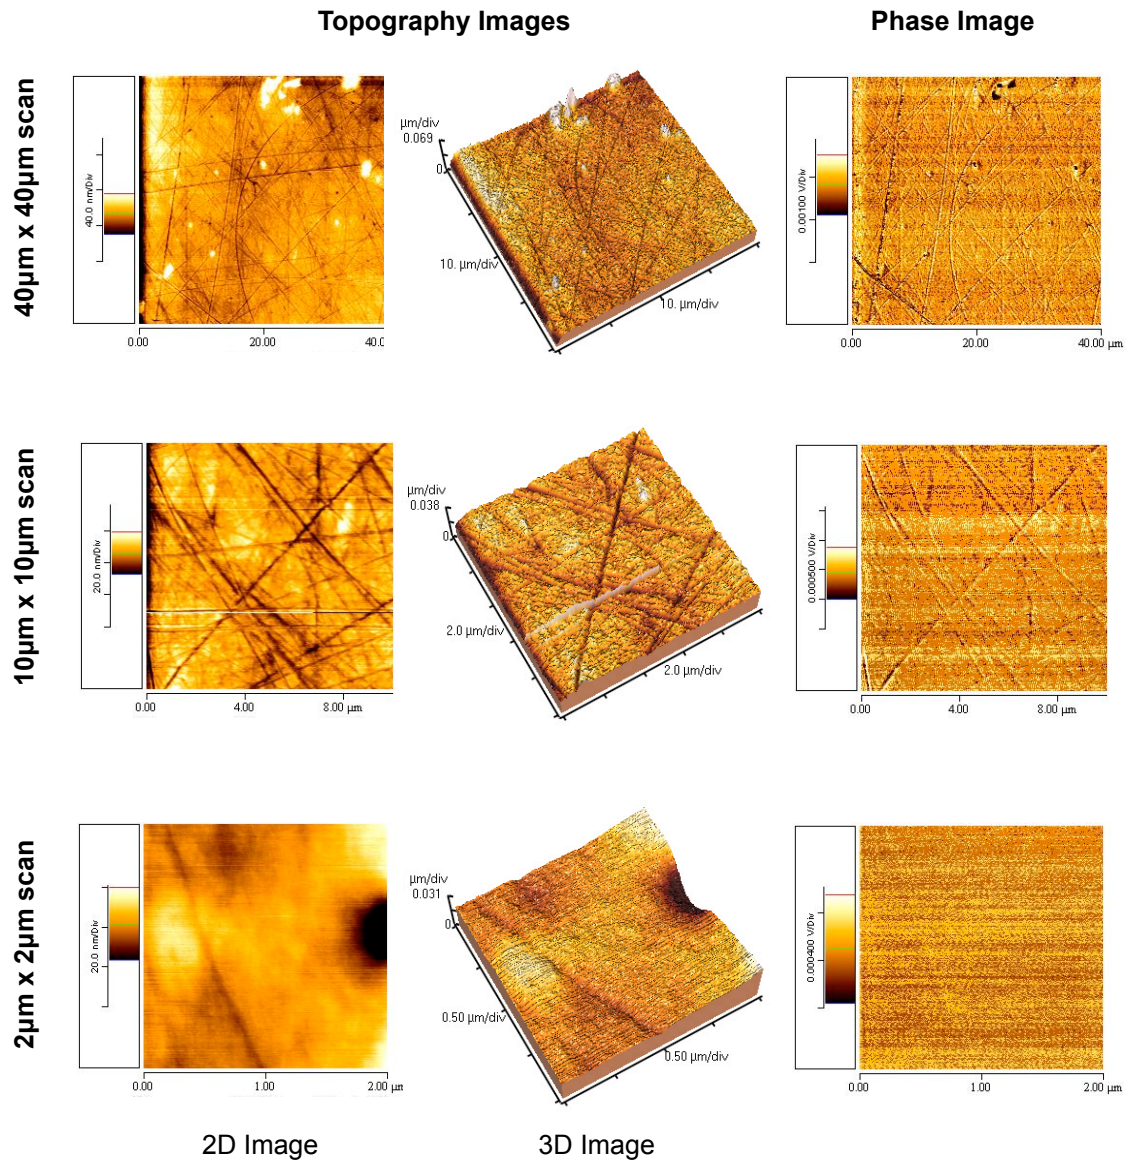 Topography Images
Phase Image
40µm x 40µm scan
40.0 nm/Div
0.00
20.00
40.0
µm/div
0.069
0.
10. µm/div
10. µm/div
0.00100 V/Div
0.00
20.00
40.00 µm
10µm x 10µm scan
20.0 nm/Div
0.00
4.00
8.00 µm
µm/div
0.038
0.
2.0 µm/div
2.0 µm/div
0.000500 V/Div
0.00
4.00
8.00 µm
2µm x 2µm scan
20.0 nm/Div
0.00
1.00
2.00 µm
µm/div
0.031
0.
0.50 µm/div
0.50 µm/div
0.000400 V/Div
0.00
1.00
2.00 µm
2D Image
3D Image